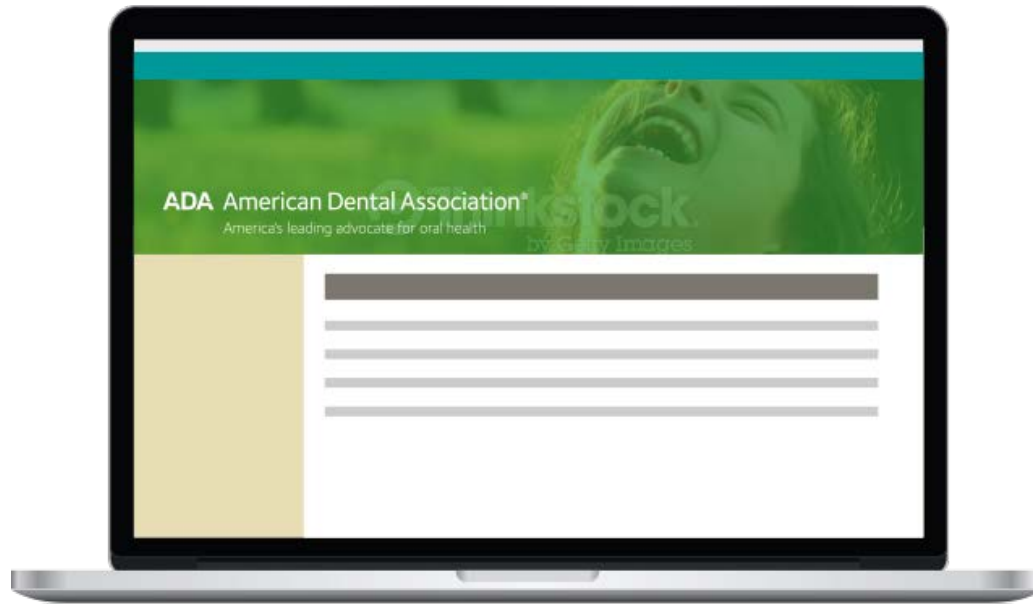 ADA American Dental Association®
America's leading advocate for oral health
Thinkstock
by Getty Images